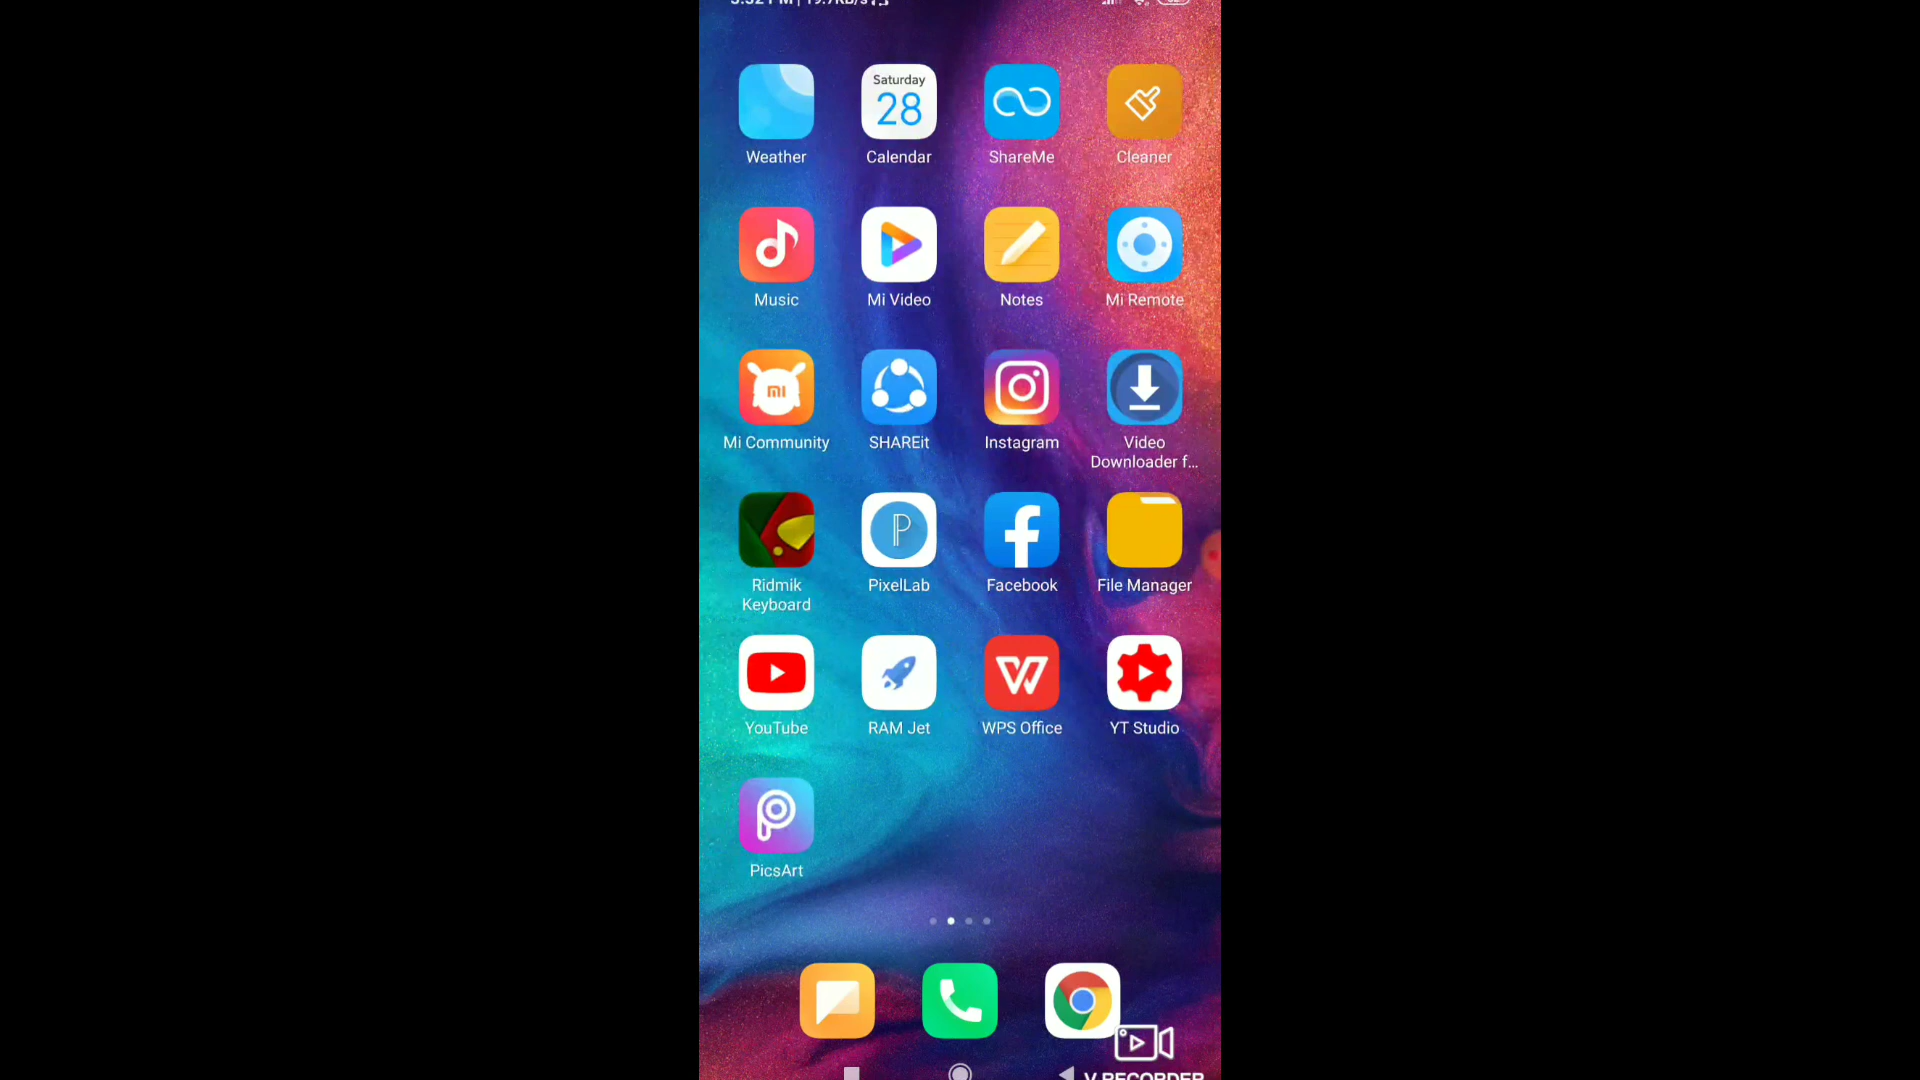 Saturday
28
Weather
Calendar
ShareMe
Cleaner
Music
Mi Video
Notes
Mi Remote
Mi Community
SHAREit
Instagram
Video
Downloader f...
Ridmik
Keyboard
PixelLab
Facebook
File Manager
YouTube
RAM Jet
WPS Office
YT Studio
PicsArt
V RECORDER